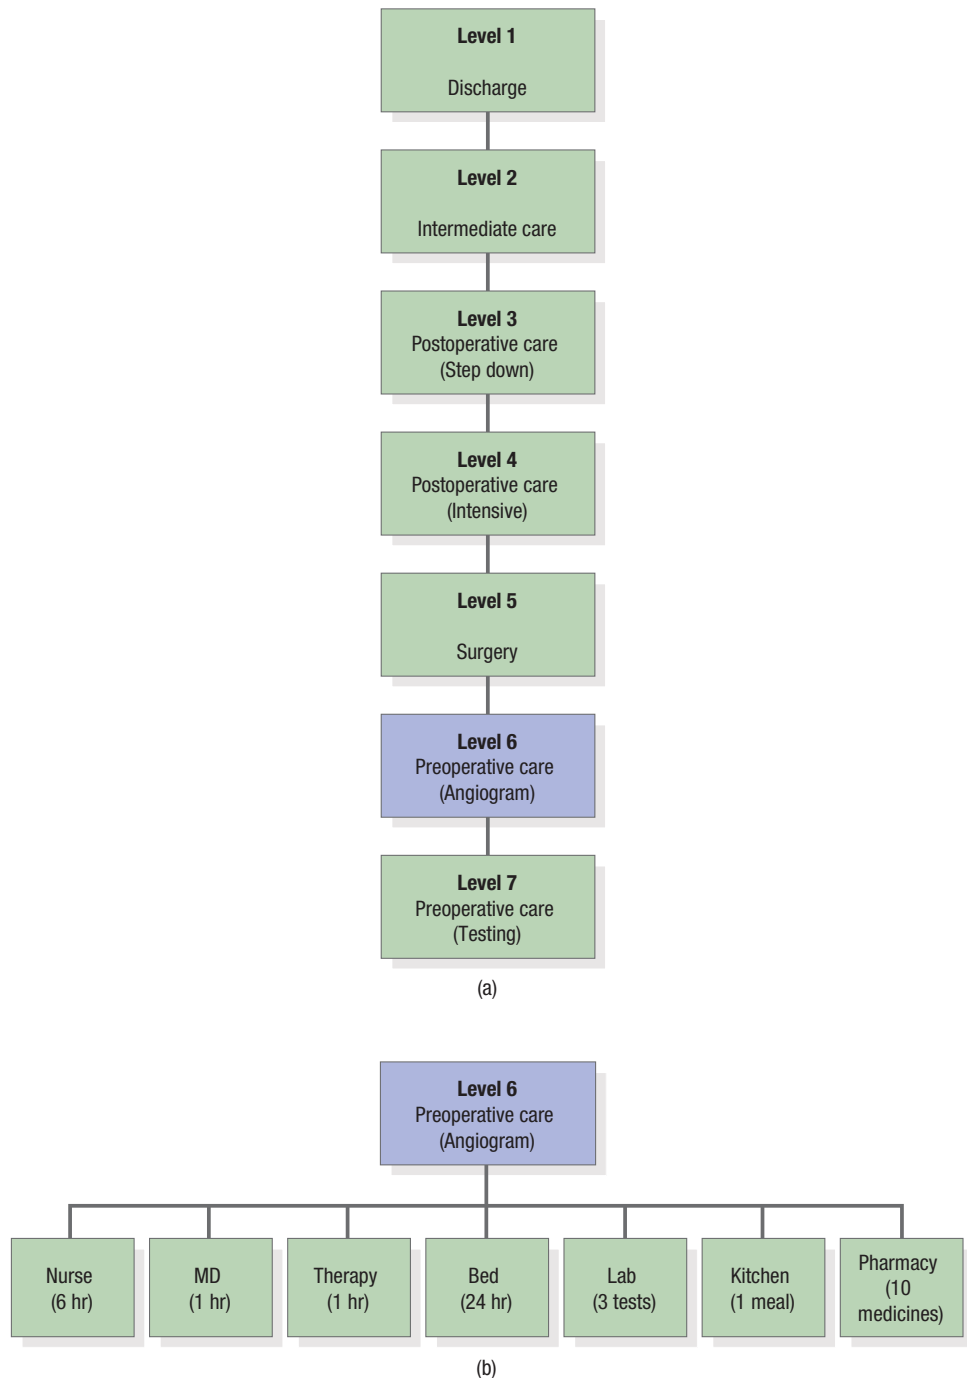 Level 1
Discharge
Level 2
Intermediate care
Level 3
Postoperative care
(Step down)
Level 4
Postoperative care
(Intensive)
Level 5
Surgery
Level 6
Preoperative care
(Angiogram)
Level 7
Preoperative care
(Testing)
(a)
Level 6
Preoperative care
(Angiogram)
Nurse
(6 hr)
MD
(1 hr)
Therapy
(1 hr)
Bed
(24 hr)
Lab
(3 tests)
Kitchen
(1 meal)
Pharmacy
(10
medicines)
(b)